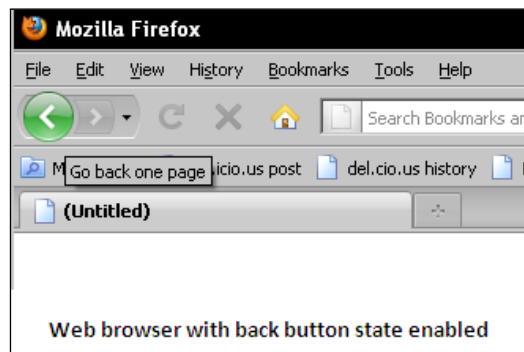 Mozilla Firefox
File Edit View History Bookmarks Tools Help
Search Bookmarks
M icio.us post del.cio.us history
Go back one page
(Untitled)
Web browser with back button state enabled